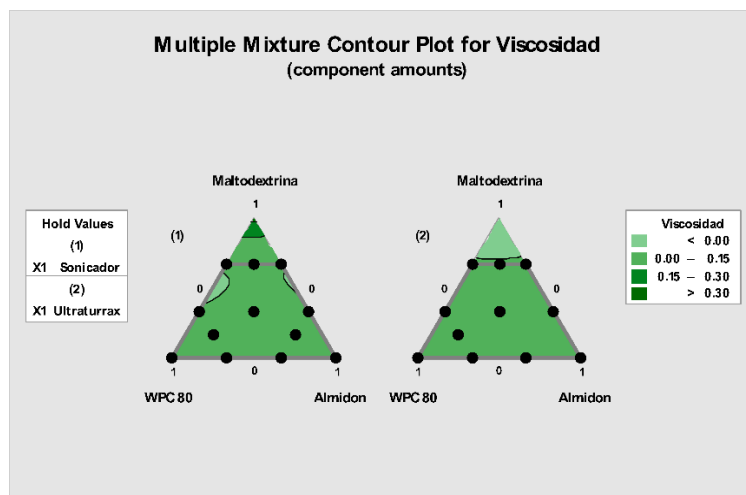 Multiple Mixture Contour Plot for Viscosidad
(component amounts)
Hold Values
(1)
X1 Sonicador
(2)
X1 Ultraturrax
Maltodextrina
1
(1)
0
0
1
0
1
WPC 80
Almidon
Maltodextrina
1
(2)
0
0
1
0
1
WPC 80
Almidon
Viscosidad
< 0.00
0.00 – 0.15
0.15 – 0.30
> 0.30